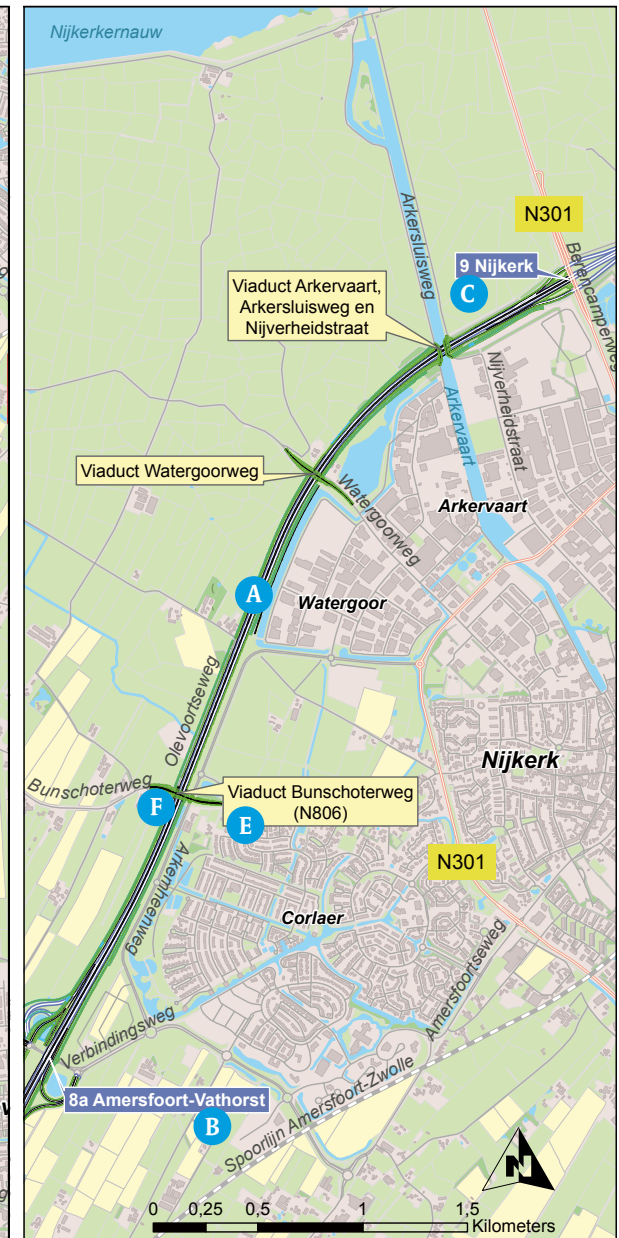 Nijkerkernauw
N301
Arkersluisweg
9 Nijkerk
Berencamperweg
C
Viaduct Arkervaart,
Arkersluisweg en
Nijverheidstraat
Nijverheidstraat
Arkervaart
Viaduct Watergoorweg
Watergoorweg
Arkervaart
A
Watergoor
Olevoortseweg
Nijkerk
Bunschoterweg
Viaduct Bunschoterweg
(N806)
F
E
N301
Arkemheenweg
Corlaer
Amersfoortseweg
Verbindingsweg
8a Amersfoort-Vathorst
B
Spoorlijn Amersfoort-Zwolle
N
0 0,25 0,5 1 1,5
Kilometers